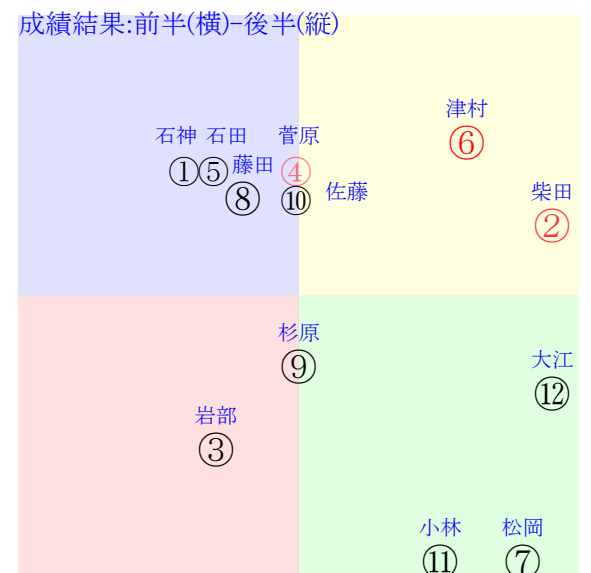 成績結果:前半(横)-後半(縦)
津村
⑥
石神 石田 菅原
藤田
①⑤ ④
佐藤 柴田
⑧ ⑩
②
杉原
⑨
大江
⑫
岩部
③
小林 松岡
⑪ ⑦